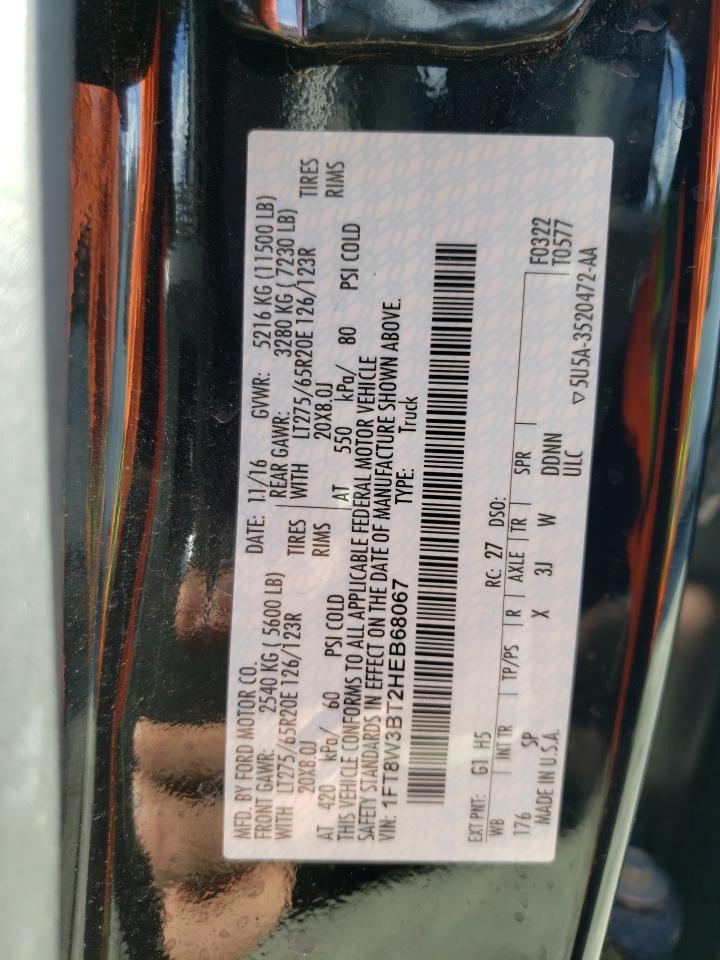 MFD. BY FORD MOTOR CO. DATE: 11/16 GVWR: 5216 KG (11500 LB)
FRONT GAWR: 2540 KG ( 5600 LB) REAR GAWR: 3280 KG ( 7230 LB)
WITH LT275/65R20E 126/123R TIRES WITH LT275/65R20E 126/123R TIRES
20X8.0J RIMS 20X8.0J RIMS
AT 420 kPa/ 60 PSI COLD AT 550 kPa/ 80 PSI COLD
THIS VEHICLE CONFORMS TO ALL APPLICABLE FEDERAL MOTOR VEHICLE
SAFETY STANDARDS IN EFFECT ON THE DATE OF MANUFACTURE SHOWN ABOVE.
VIN: 1FT8W3BT2HEB68067 TYPE: Truck
EXT PNT: G1 H5 RC: 27 DSO: F0322
WB INT TR TP/PS R AXLE TR SPR T0577
176 SP X 3J W DDNN
MADE IN U.S.A. ULC ▽5U5A-3520472-AA